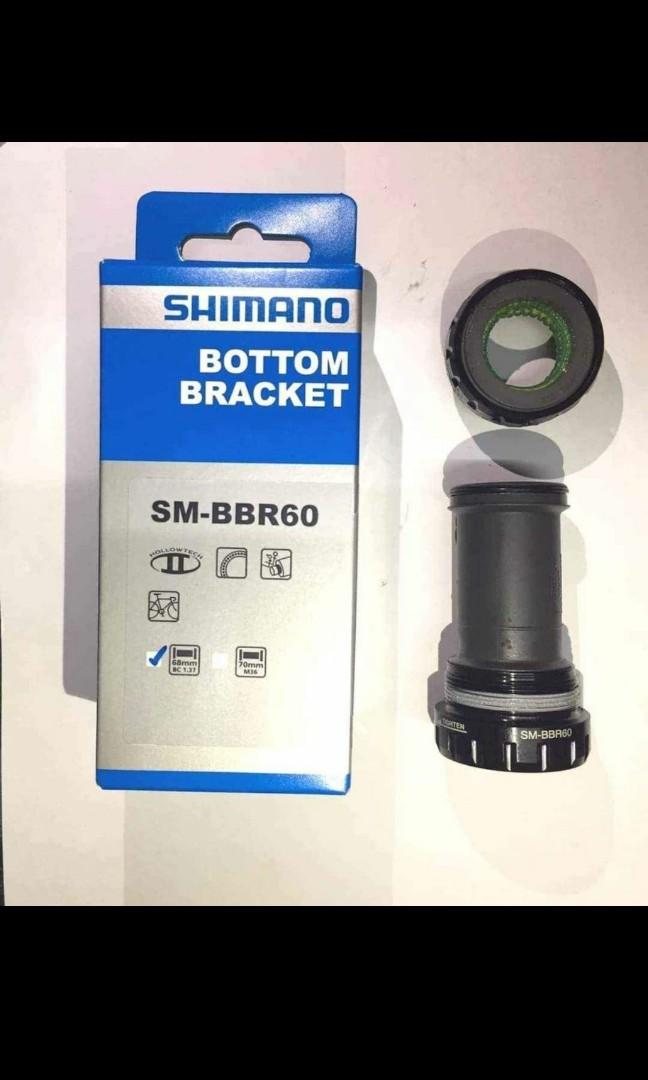 SHIMANO
BOTTOM
BRACKET
SM-BBR60
HOLLOWTECH
II
68mm
BC 1.37
70mm
M36
TIGHTEN
SM-BBR60